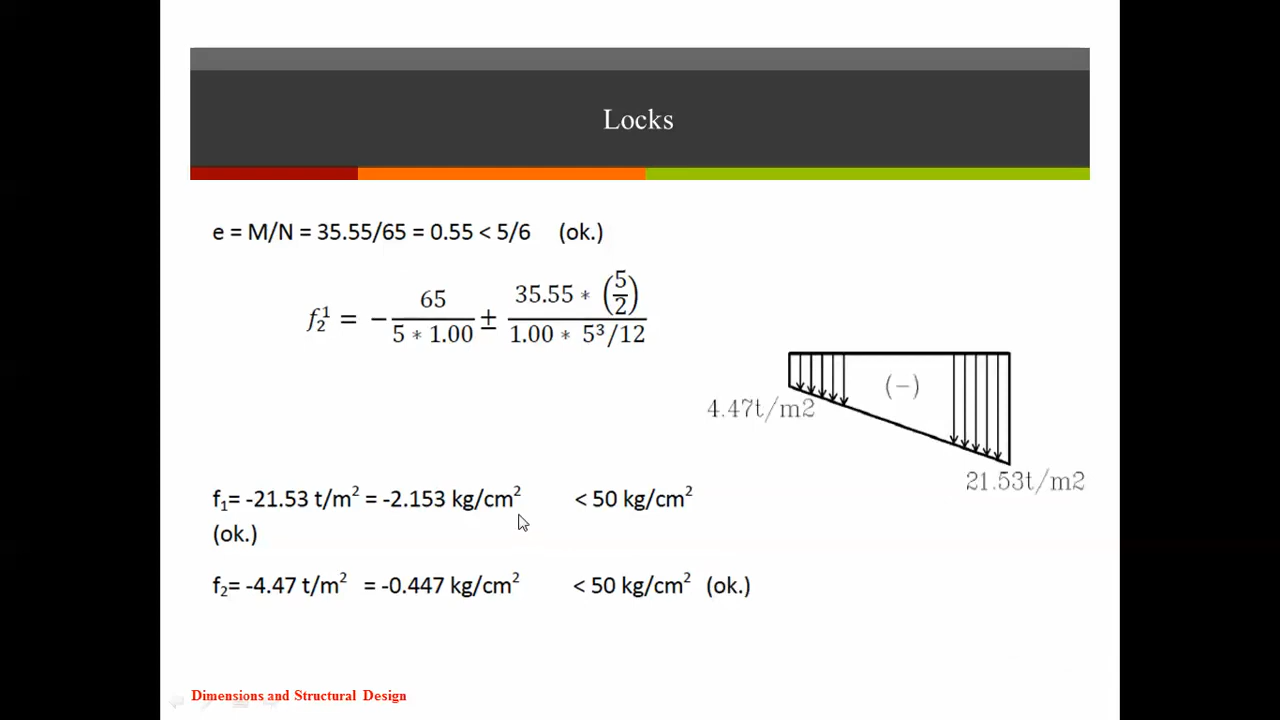 Locks
e = M/N = 35.55/65 = 0.55 < 5/6 (ok.)
f₂¹ = − 65 / (5 * 1.00) ± 35.55 * (5/2) / (1.00 * 5³/12)
(−)
4.47t/m2
21.53t/m2
f₁= -21.53 t/m² = -2.153 kg/cm² < 50 kg/cm²
(ok.)
f₂= -4.47 t/m² = -0.447 kg/cm² < 50 kg/cm² (ok.)
Dimensions and Structural Design